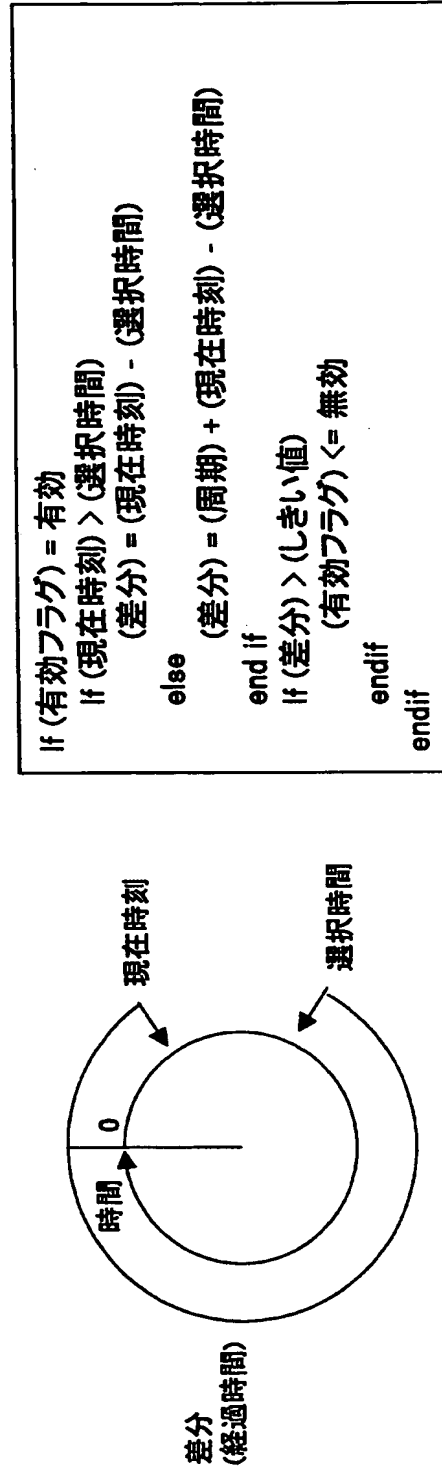 差分
(経過時間)
時間
0
現在時刻
選択時間
If (有効フラグ) = 有効
If (現在時刻) > (選択時間)
(差分) = (現在時刻) - (選択時間)
else
(差分) = (周期) + (現在時刻) - (選択時間)
end if
If (差分) > (しきい値)
(有効フラグ) <= 無効
endif
endif